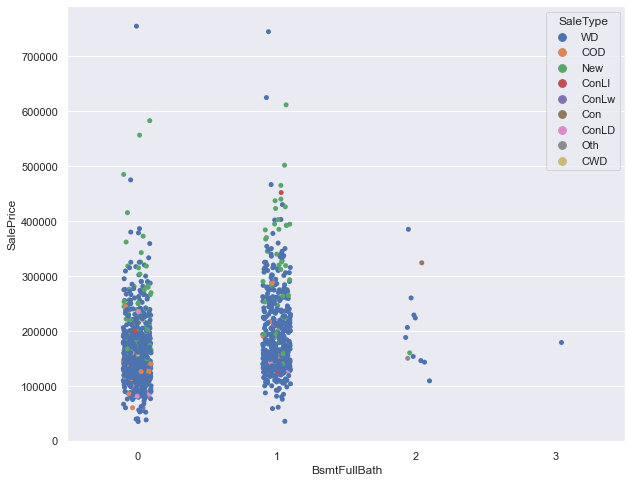 SaleType
WD
COD
New
ConLI
ConLw
Con
ConLD
Oth
CWD
700000
600000
500000
400000
300000
200000
100000
0
SalePrice
0 1 2 3
BsmtFullBath